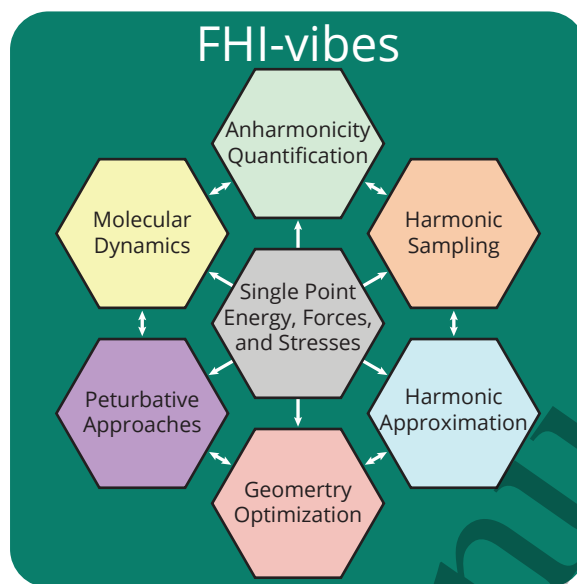 FHI-vibes
Anharmonicity
Quantification
Molecular
Dynamics
Harmonic
Sampling
Single Point
Energy, Forces,
and Stresses
Peturbative
Approaches
Harmonic
Approximation
Geomertry
Optimization